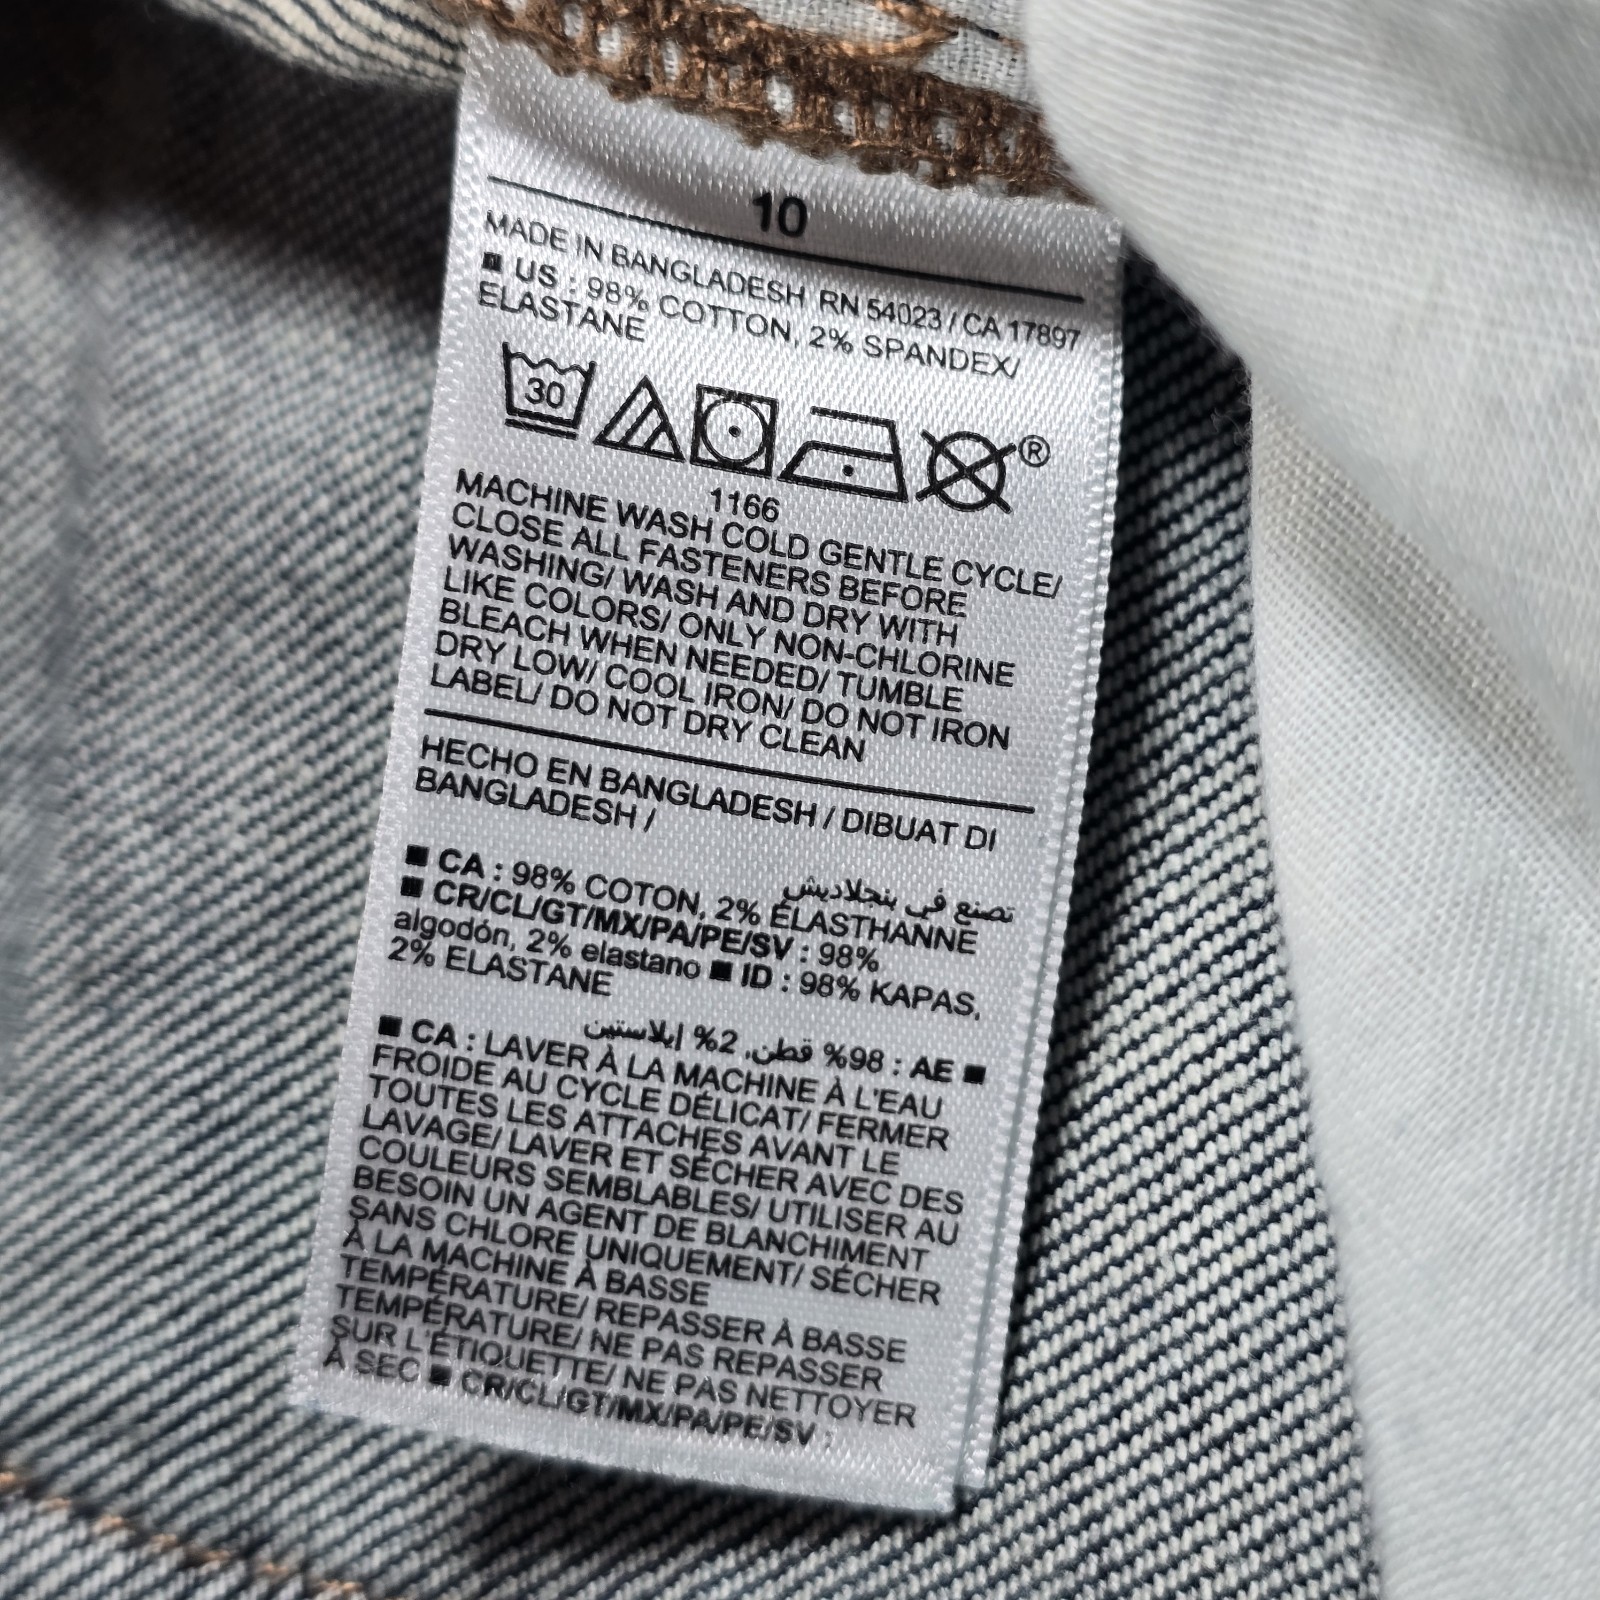 10
MADE IN BANGLADESH RN 54023 / CA 17897
■ US : 98% COTTON, 2% SPANDEX/
ELASTANE
30
®
1166
MACHINE WASH COLD GENTLE CYCLE/
CLOSE ALL FASTENERS BEFORE
WASHING/ WASH AND DRY WITH
LIKE COLORS/ ONLY NON-CHLORINE
BLEACH WHEN NEEDED/ TUMBLE
DRY LOW/ COOL IRON/ DO NOT IRON
LABEL/ DO NOT DRY CLEAN
HECHO EN BANGLADESH / DIBUAT DI
BANGLADESH /
تصنع في بنجلاديش
■ CA : 98% COTON, 2% ÉLASTHANNE
■ CR/CL/GT/MX/PA/PE/SV : 98%
algodón, 2% elastano ■ ID : 98% KAPAS,
2% ELASTANE
■ AE : 98% قطن, 2% إيلاستين
■ CA : LAVER À LA MACHINE À L'EAU
FROIDE AU CYCLE DÉLICAT/ FERMER
TOUTES LES ATTACHES AVANT LE
LAVAGE/ LAVER ET SÉCHER AVEC DES
COULEURS SEMBLABLES/ UTILISER AU
BESOIN UN AGENT DE BLANCHIMENT
SANS CHLORE UNIQUEMENT/ SÉCHER
À LA MACHINE À BASSE
TEMPÉRATURE/ REPASSER À BASSE
TEMPÉRATURE/ NE PAS REPASSER
SUR L'ÉTIQUETTE/ NE PAS NETTOYER
À SEC ■ CR/CL/GT/MX/PA/PE/SV :